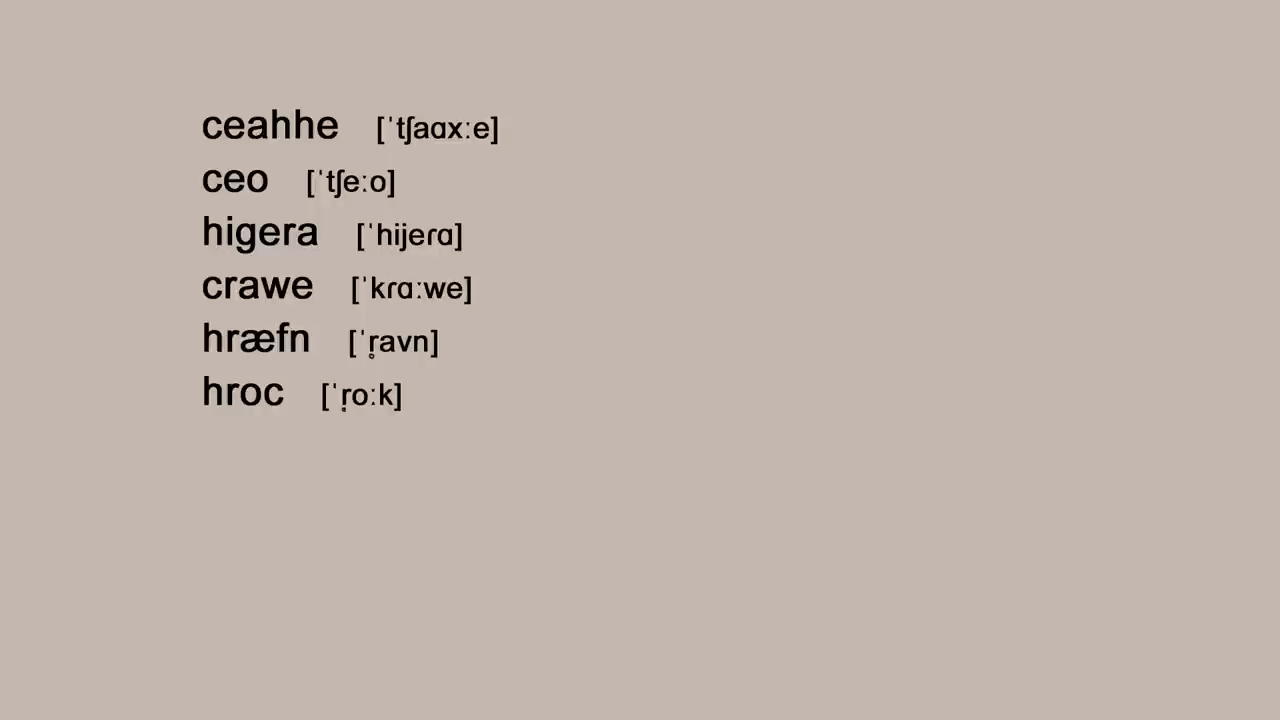 ceahhe [ˈtʃaɑxːe]
ceo [ˈtʃeːo]
higera [ˈhijerɑ]
crawe [ˈkrɑːwe]
hræfn [ˈr̥avn]
hroc [ˈr̥oːk]